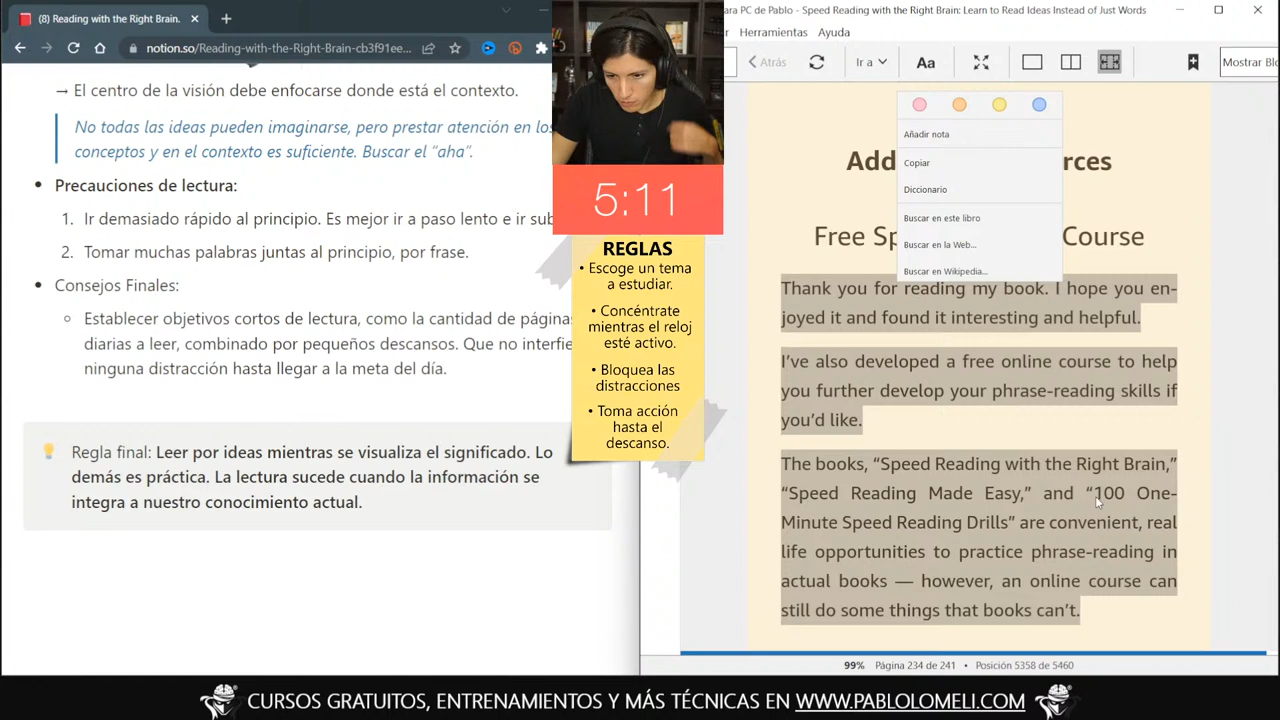 (8) Reading with the Right Brain.
notion.so/Reading-with-the-Right-Brain-cb3f91ee...
→ El centro de la visión debe enfocarse donde está el contexto.
No todas las ideas pueden imaginarse, pero prestar atención en los
conceptos y en el contexto es suficiente. Buscar el "aha".
• Precauciones de lectura:
1. Ir demasiado rápido al principio. Es mejor ir a paso lento e ir sub
2. Tomar muchas palabras juntas al principio, por frase.
• Consejos Finales:
Establecer objetivos cortos de lectura, como la cantidad de páginas
diarias a leer, combinado por pequeños descansos. Que no interfie
ninguna distracción hasta llegar a la meta del día.
Regla final: Leer por ideas mientras se visualiza el significado. Lo
demás es práctica. La lectura sucede cuando la información se
integra a nuestro conocimiento actual.
5:11
REGLAS
• Escoge un tema
a estudiar.
• Concéntrate
mientras el reloj
esté activo.
• Bloquea las
distracciones
• Toma acción
hasta el
descanso.
ara PC de Pablo - Speed Reading with the Right Brain: Learn to Read Ideas Instead of Just Words
Herramientas Ayuda
Atrás Ir a Aa Mostrar Blo
Añadir nota
Copiar
Diccionario
Buscar en este libro
Buscar en la Web...
Buscar en Wikipedia...
Add rces
Free Sp Course
Thank you for reading my book. I hope you en-
joyed it and found it interesting and helpful.
I've also developed a free online course to help
you further develop your phrase-reading skills if
you'd like.
The books, “Speed Reading with the Right Brain,”
“Speed Reading Made Easy,” and “100 One-
Minute Speed Reading Drills” are convenient, real
life opportunities to practice phrase-reading in
actual books — however, an online course can
still do some things that books can't.
99% Página 234 de 241 • Posición 5358 de 5460
CURSOS GRATUITOS, ENTRENAMIENTOS Y MÁS TÉCNICAS EN WWW.PABLOLOMELI.COM